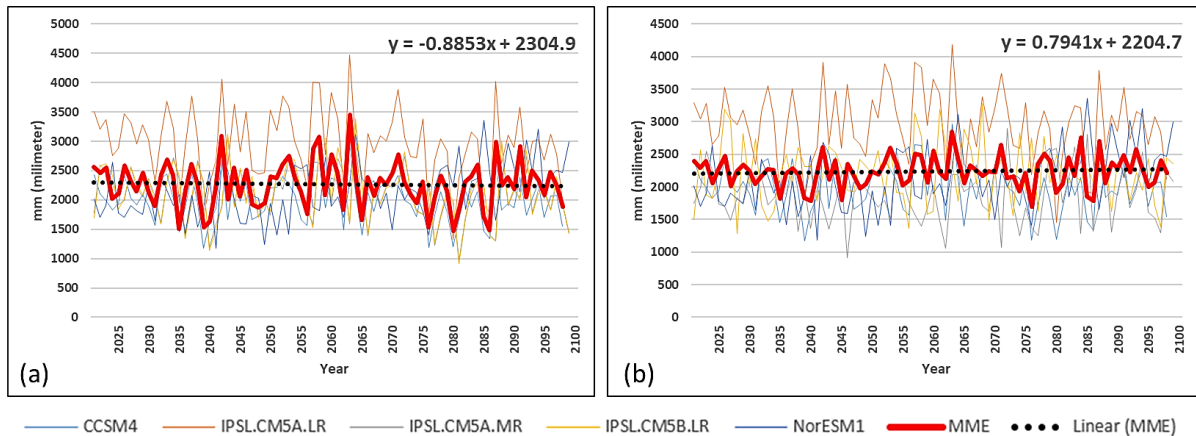 5000
4500
4000
3500
3000
2500
2000
1500
1000
500
0
mm (milimeter)
y = -0.8853x + 2304.9
2025 2030 2035 2040 2045 2050 2055 2060 2065 2070 2075 2080 2085 2090 2095 2100
Year
(a)
4500
4000
3500
3000
2500
2000
1500
1000
500
0
mm (milimeter)
y = 0.7941x + 2204.7
2025 2030 2035 2040 2045 2050 2055 2060 2065 2070 2075 2080 2085 2090 2095 2100
Year
(b)
CCSM4 IPSL.CM5A.LR IPSL.CM5A.MR IPSL.CM5B.LR NorESM1 MME Linear (MME)